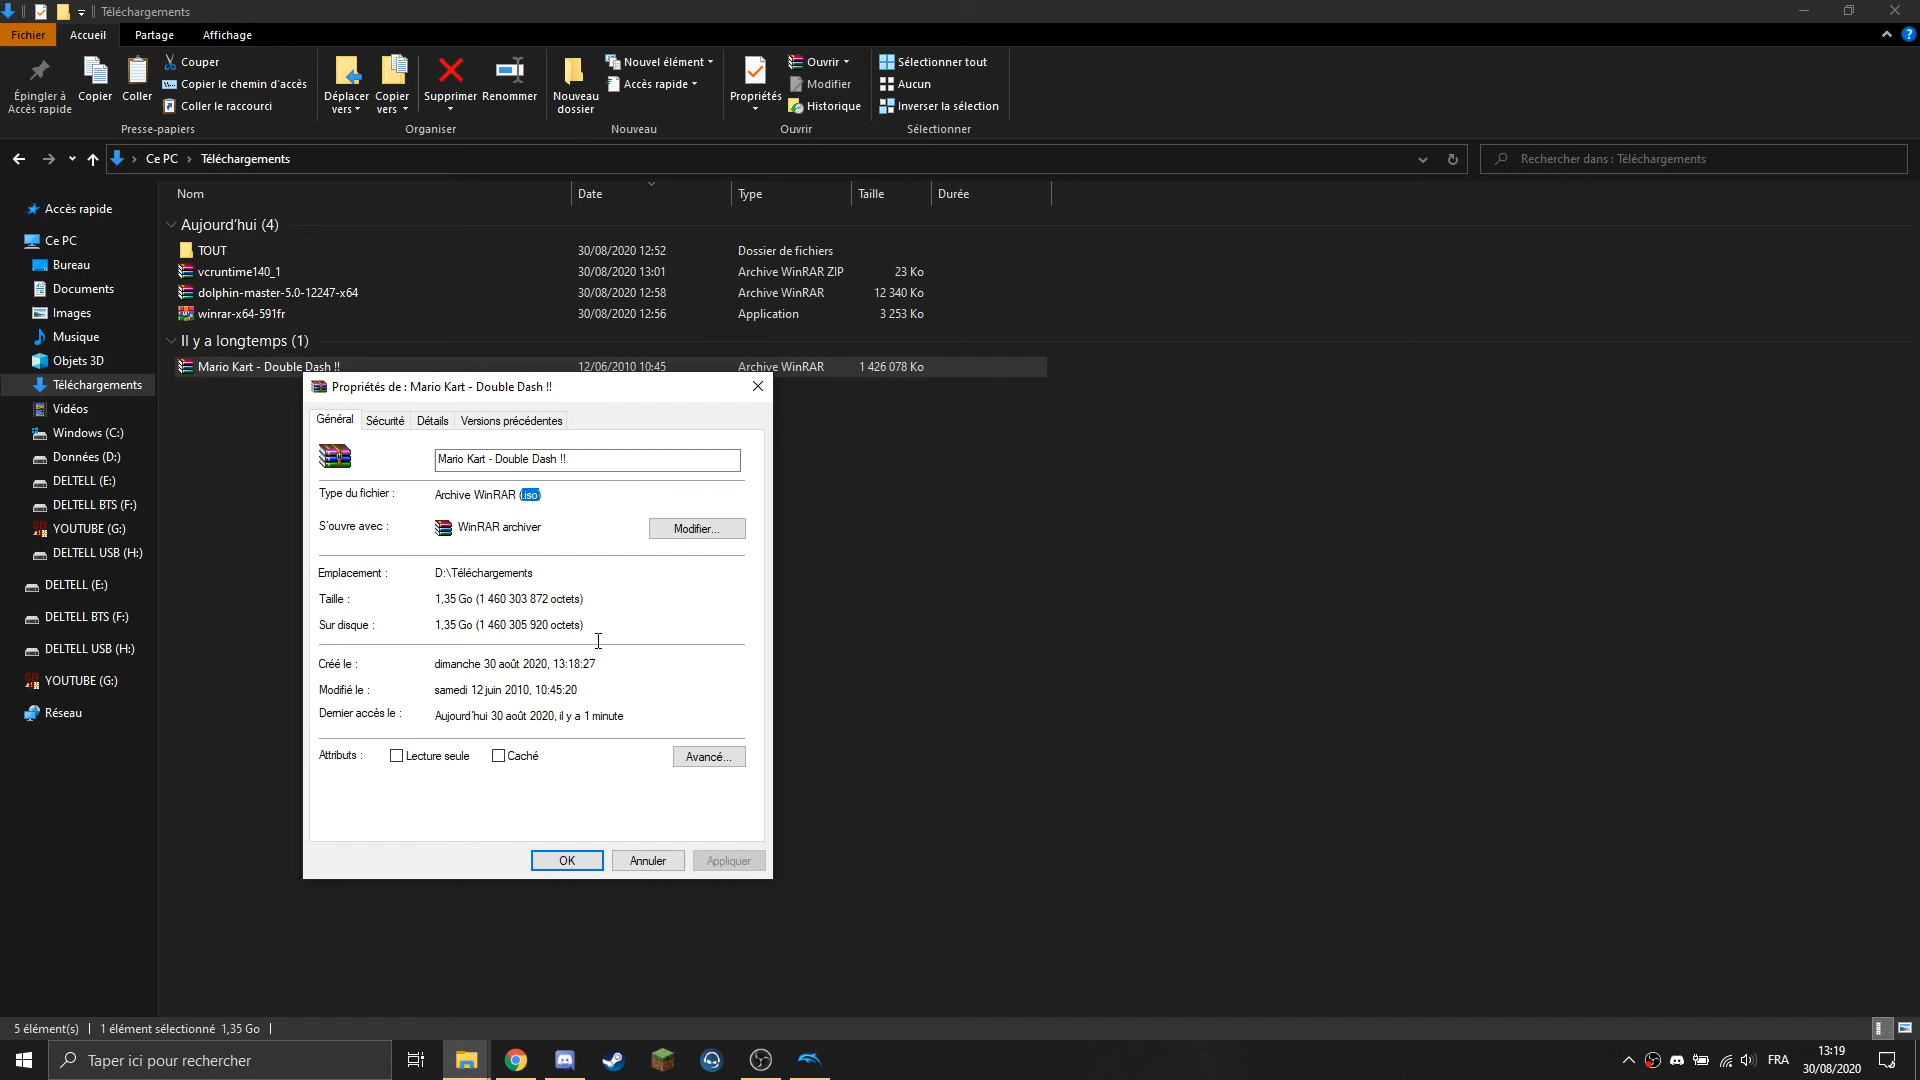 Téléchargements
Fichier
Accueil
Partage
Affichage
Épingler à
Accès rapide
Copier
Coller
Couper
Copier le chemin d'accès
Coller le raccourci
Presse-papiers
Déplacer
vers
Copier
vers
Supprimer
Renommer
Organiser
Nouveau
dossier
Nouvel élément
Accès rapide
Nouveau
Propriétés
Ouvrir
Modifier
Historique
Ouvrir
Sélectionner tout
Aucun
Inverser la sélection
Sélectionner
Ce PC > Téléchargements
Rechercher dans : Téléchargements
Accès rapide
Ce PC
Bureau
Documents
Images
Musique
Objets 3D
Téléchargements
Vidéos
Windows (C:)
Données (D:)
DELTELL (E:)
DELTELL BTS (F:)
YOUTUBE (G:)
DELTELL USB (H:)
DELTELL (E:)
DELTELL BTS (F:)
DELTELL USB (H:)
YOUTUBE (G:)
Réseau
Nom Date Type Taille Durée
Aujourd'hui (4)
TOUT 30/08/2020 12:52 Dossier de fichiers
vcruntime140_1 30/08/2020 13:01 Archive WinRAR ZIP 23 Ko
dolphin-master-5.0-12247-x64 30/08/2020 12:58 Archive WinRAR 12 340 Ko
winrar-x64-591fr 30/08/2020 12:56 Application 3 253 Ko
Il y a longtemps (1)
Mario Kart - Double Dash !! 12/06/2010 10:45 Archive WinRAR 1 426 078 Ko
Propriétés de : Mario Kart - Double Dash !!
Général Sécurité Détails Versions précédentes
Mario Kart - Double Dash !!
Type du fichier : Archive WinRAR (.iso)
S'ouvre avec : WinRAR archiver Modifier...
Emplacement : D:\Téléchargements
Taille : 1,35 Go (1 460 303 872 octets)
Sur disque : 1,35 Go (1 460 305 920 octets)
Créé le : dimanche 30 août 2020, 13:18:27
Modifié le : samedi 12 juin 2010, 10:45:20
Dernier accès le : Aujourd'hui 30 août 2020, il y a 1 minute
Attributs : Lecture seule Caché Avancé...
OK Annuler Appliquer
5 élément(s) 1 élément sélectionné 1,35 Go
Taper ici pour rechercher
FRA
13:19
30/08/2020